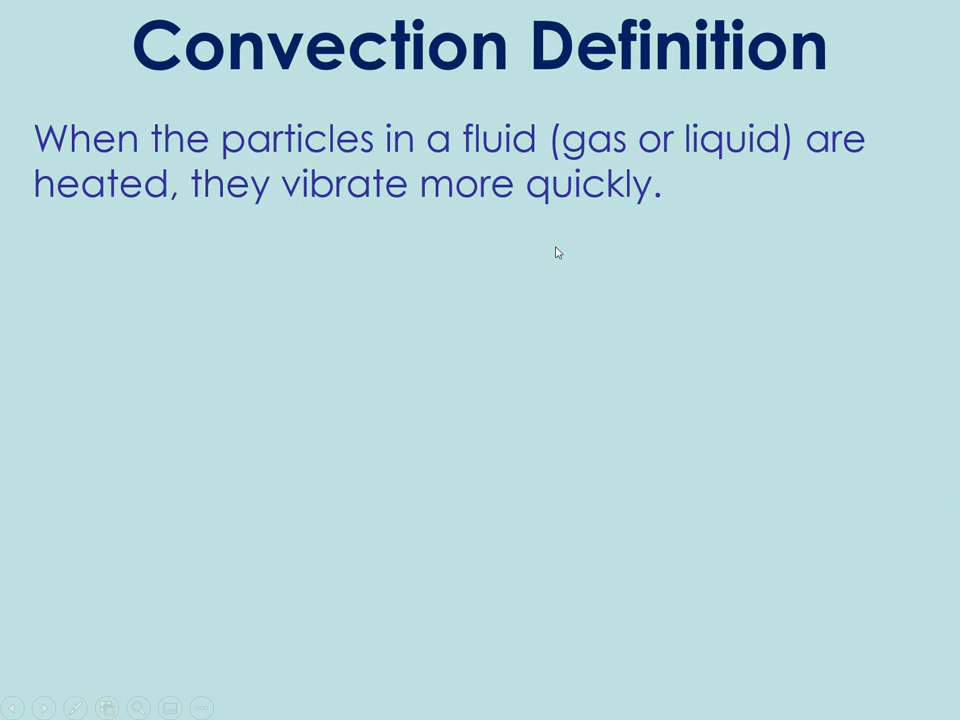 Convection Definition
When the particles in a fluid (gas or liquid) are
heated, they vibrate more quickly.